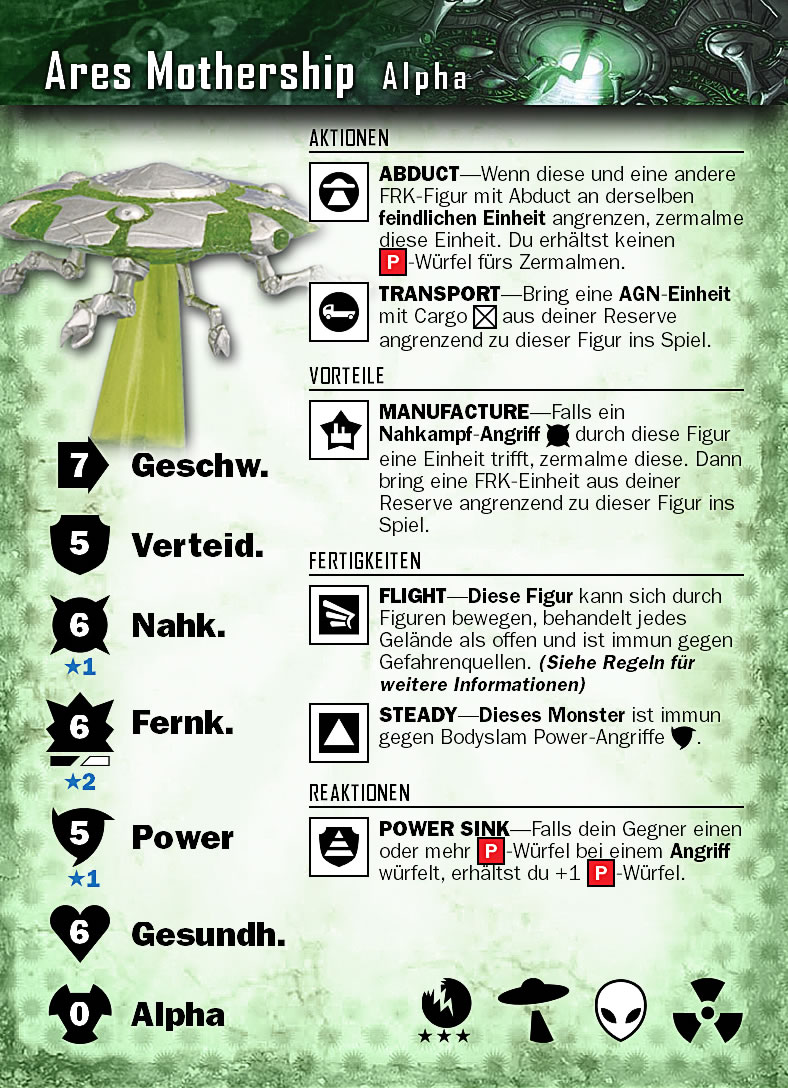 Ares Mothership Alpha
AKTIONEN
ABDUCT—Wenn diese und eine andere
FRK-Figur mit Abduct an derselben
feindlichen Einheit angrenzen, zermalme
diese Einheit. Du erhältst keinen
P-Würfel fürs Zermalmen.
TRANSPORT—Bring eine AGN-Einheit
mit Cargo aus deiner Reserve
angrenzend zu dieser Figur ins Spiel.
VORTEILE
MANUFACTURE—Falls ein
Nahkampf-Angriff durch diese Figur
eine Einheit trifft, zermalme diese. Dann
bring eine FRK-Einheit aus deiner
Reserve angrenzend zu dieser Figur ins
Spiel.
FERTIGKEITEN
FLIGHT—Diese Figur kann sich durch
Figuren bewegen, behandelt jedes
Gelände als offen und ist immun gegen
Gefahrenquellen. (Siehe Regeln für
weitere Informationen)
STEADY—Dieses Monster ist immun
gegen Bodyslam Power-Angriffe .
REAKTIONEN
POWER SINK—Falls dein Gegner einen
oder mehr P-Würfel bei einem Angriff
würfelt, erhältst du +1 P-Würfel.
7 Geschw.
5 Verteid.
6 Nahk.
★1
6 Fernk.
★2
5 Power
★1
6 Gesundh.
0 Alpha
★★★